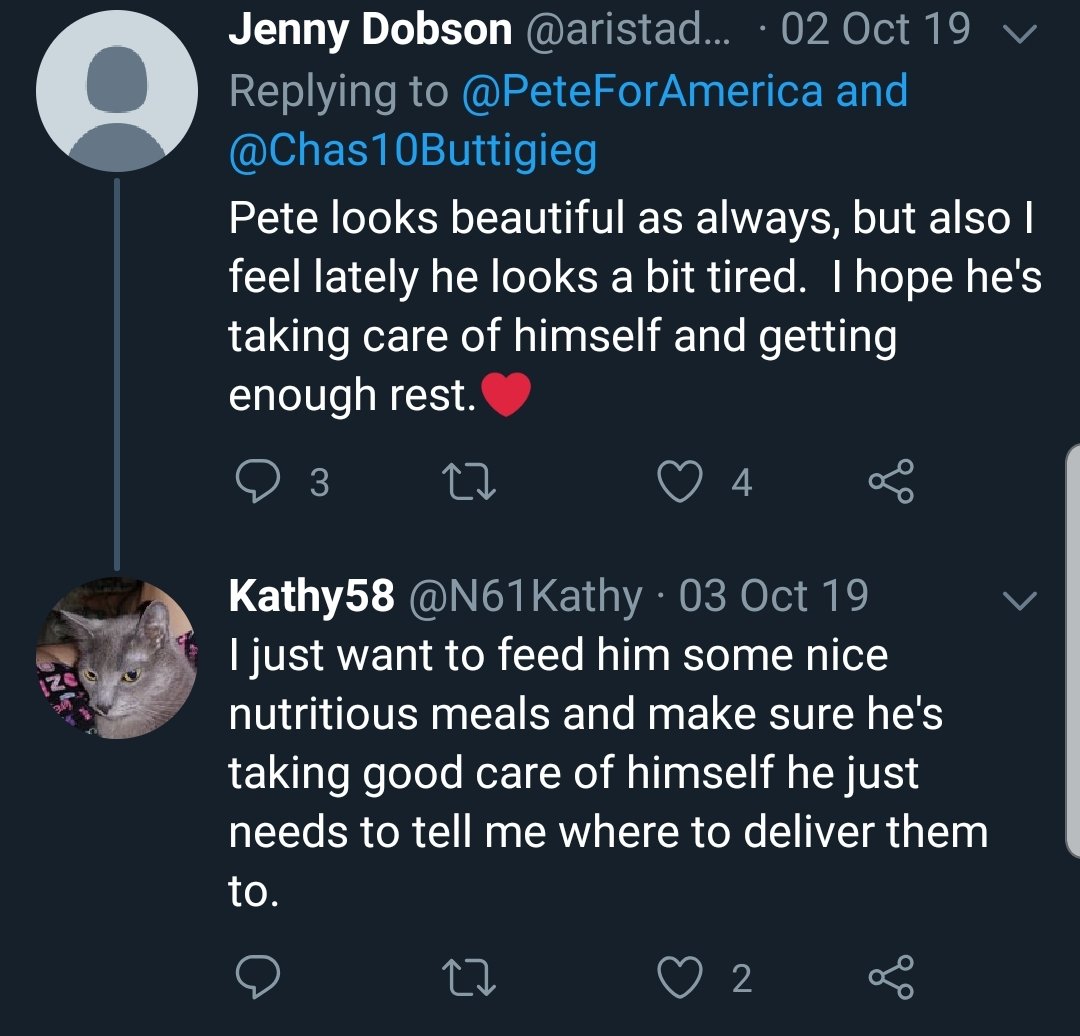 Jenny Dobson @aristad... · 02 Oct 19
Replying to @PeteForAmerica and
@Chas10Buttigieg
Pete looks beautiful as always, but also I
feel lately he looks a bit tired.  I hope he's
taking care of himself and getting
enough rest.❤
3 4
Kathy58 @N61Kathy · 03 Oct 19
I just want to feed him some nice
nutritious meals and make sure he's
taking good care of himself he just
needs to tell me where to deliver them
to.
2